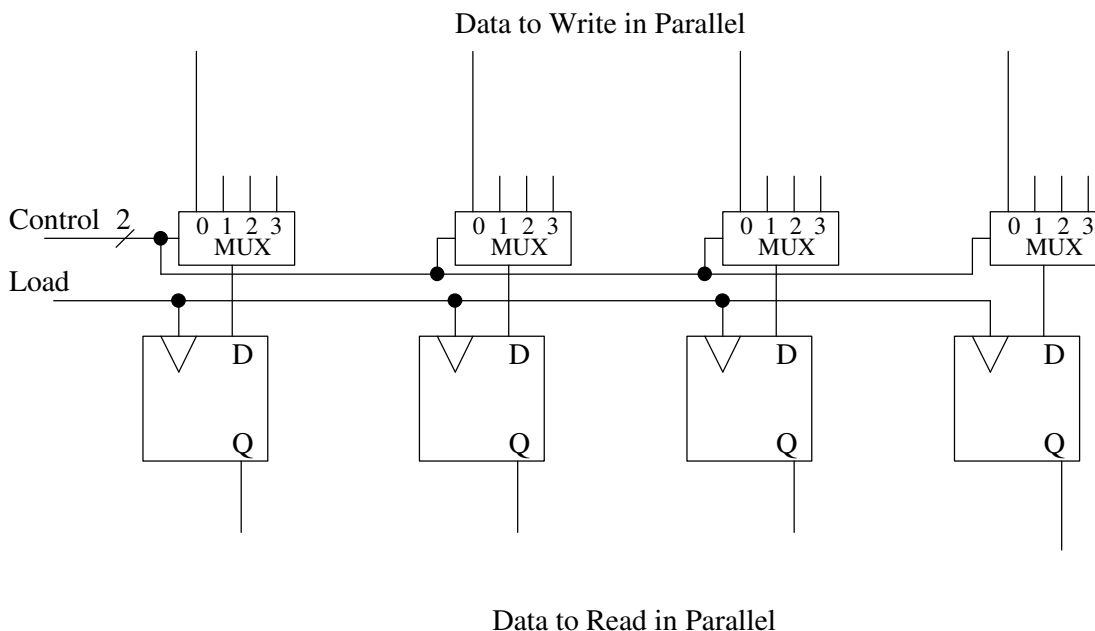 Data to Write in Parallel
Control 2
0 1 2 3 0 1 2 3 0 1 2 3 0 1 2 3
MUX MUX MUX MUX
Load
D D D D
Q Q Q Q
Data to Read in Parallel